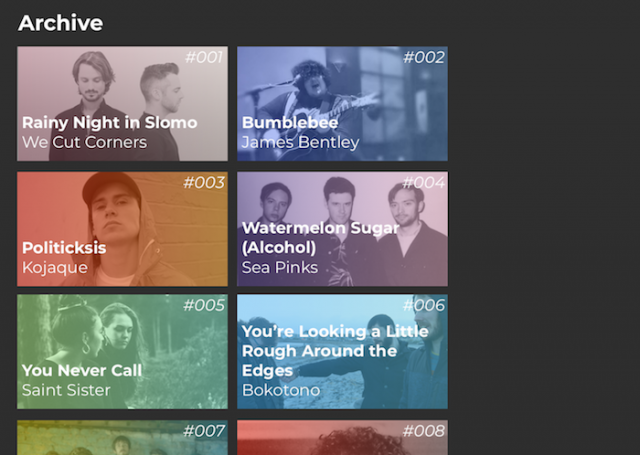 Archive
#001
Rainy Night in Slomo
We Cut Corners
#002
Bumblebee
James Bentley
#003
Politicksis
Kojaque
#004
Watermelon Sugar
(Alcohol)
Sea Pinks
#005
You Never Call
Saint Sister
#006
You’re Looking a Little
Rough Around the
Edges
Bokotono
#007
#008